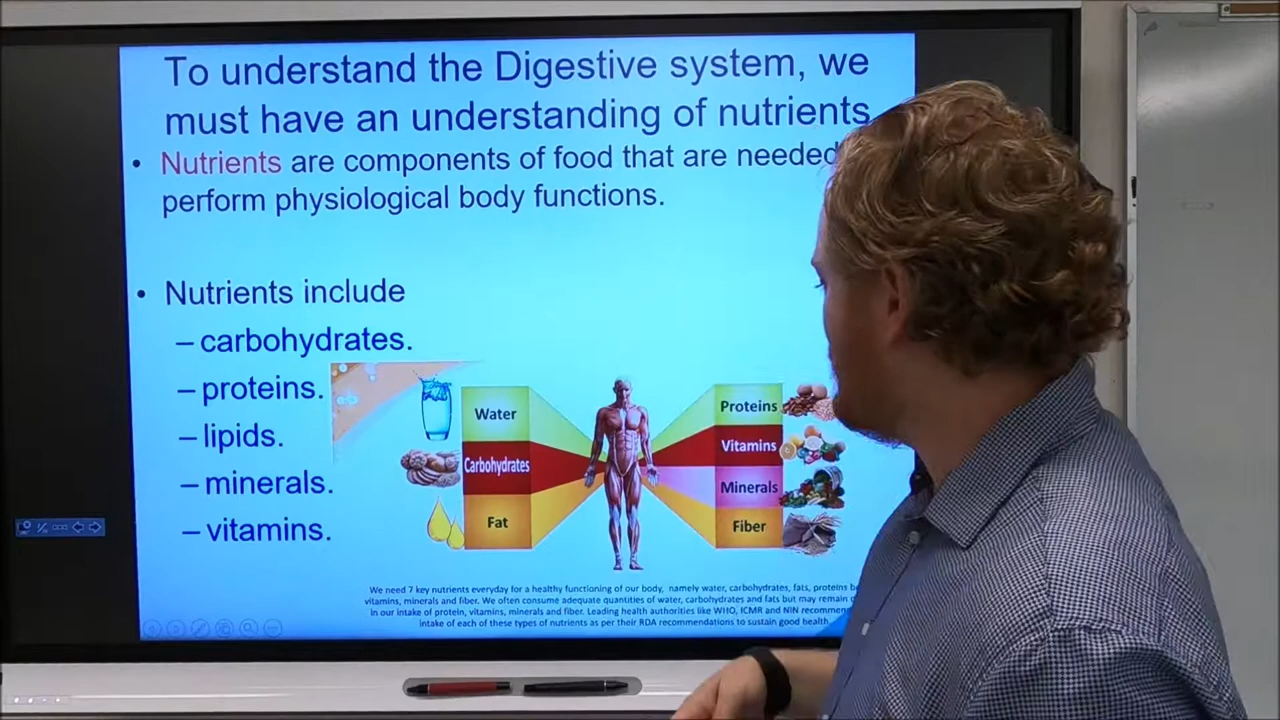 To understand the Digestive system, we
must have an understanding of nutrients
• Nutrients are components of food that are needed
perform physiological body functions.
• Nutrients include
– carbohydrates.
– proteins.
– lipids.
– minerals.
– vitamins.
Water
Carbohydrates
Fat
Proteins
Vitamins
Minerals
Fiber
We need 7 key nutrients everyday for a healthy functioning of our body, namely water, carbohydrates, fats, proteins
vitamins, minerals and fiber. We often consume adequate quantities of water, carbohydrates and fats but may remain
in our intake of protein, vitamins, minerals and fiber. Leading health authorities like WHO, ICMR and NIN recommen
intake of each of these types of nutrients as per their RDA recommendations to sustain good health